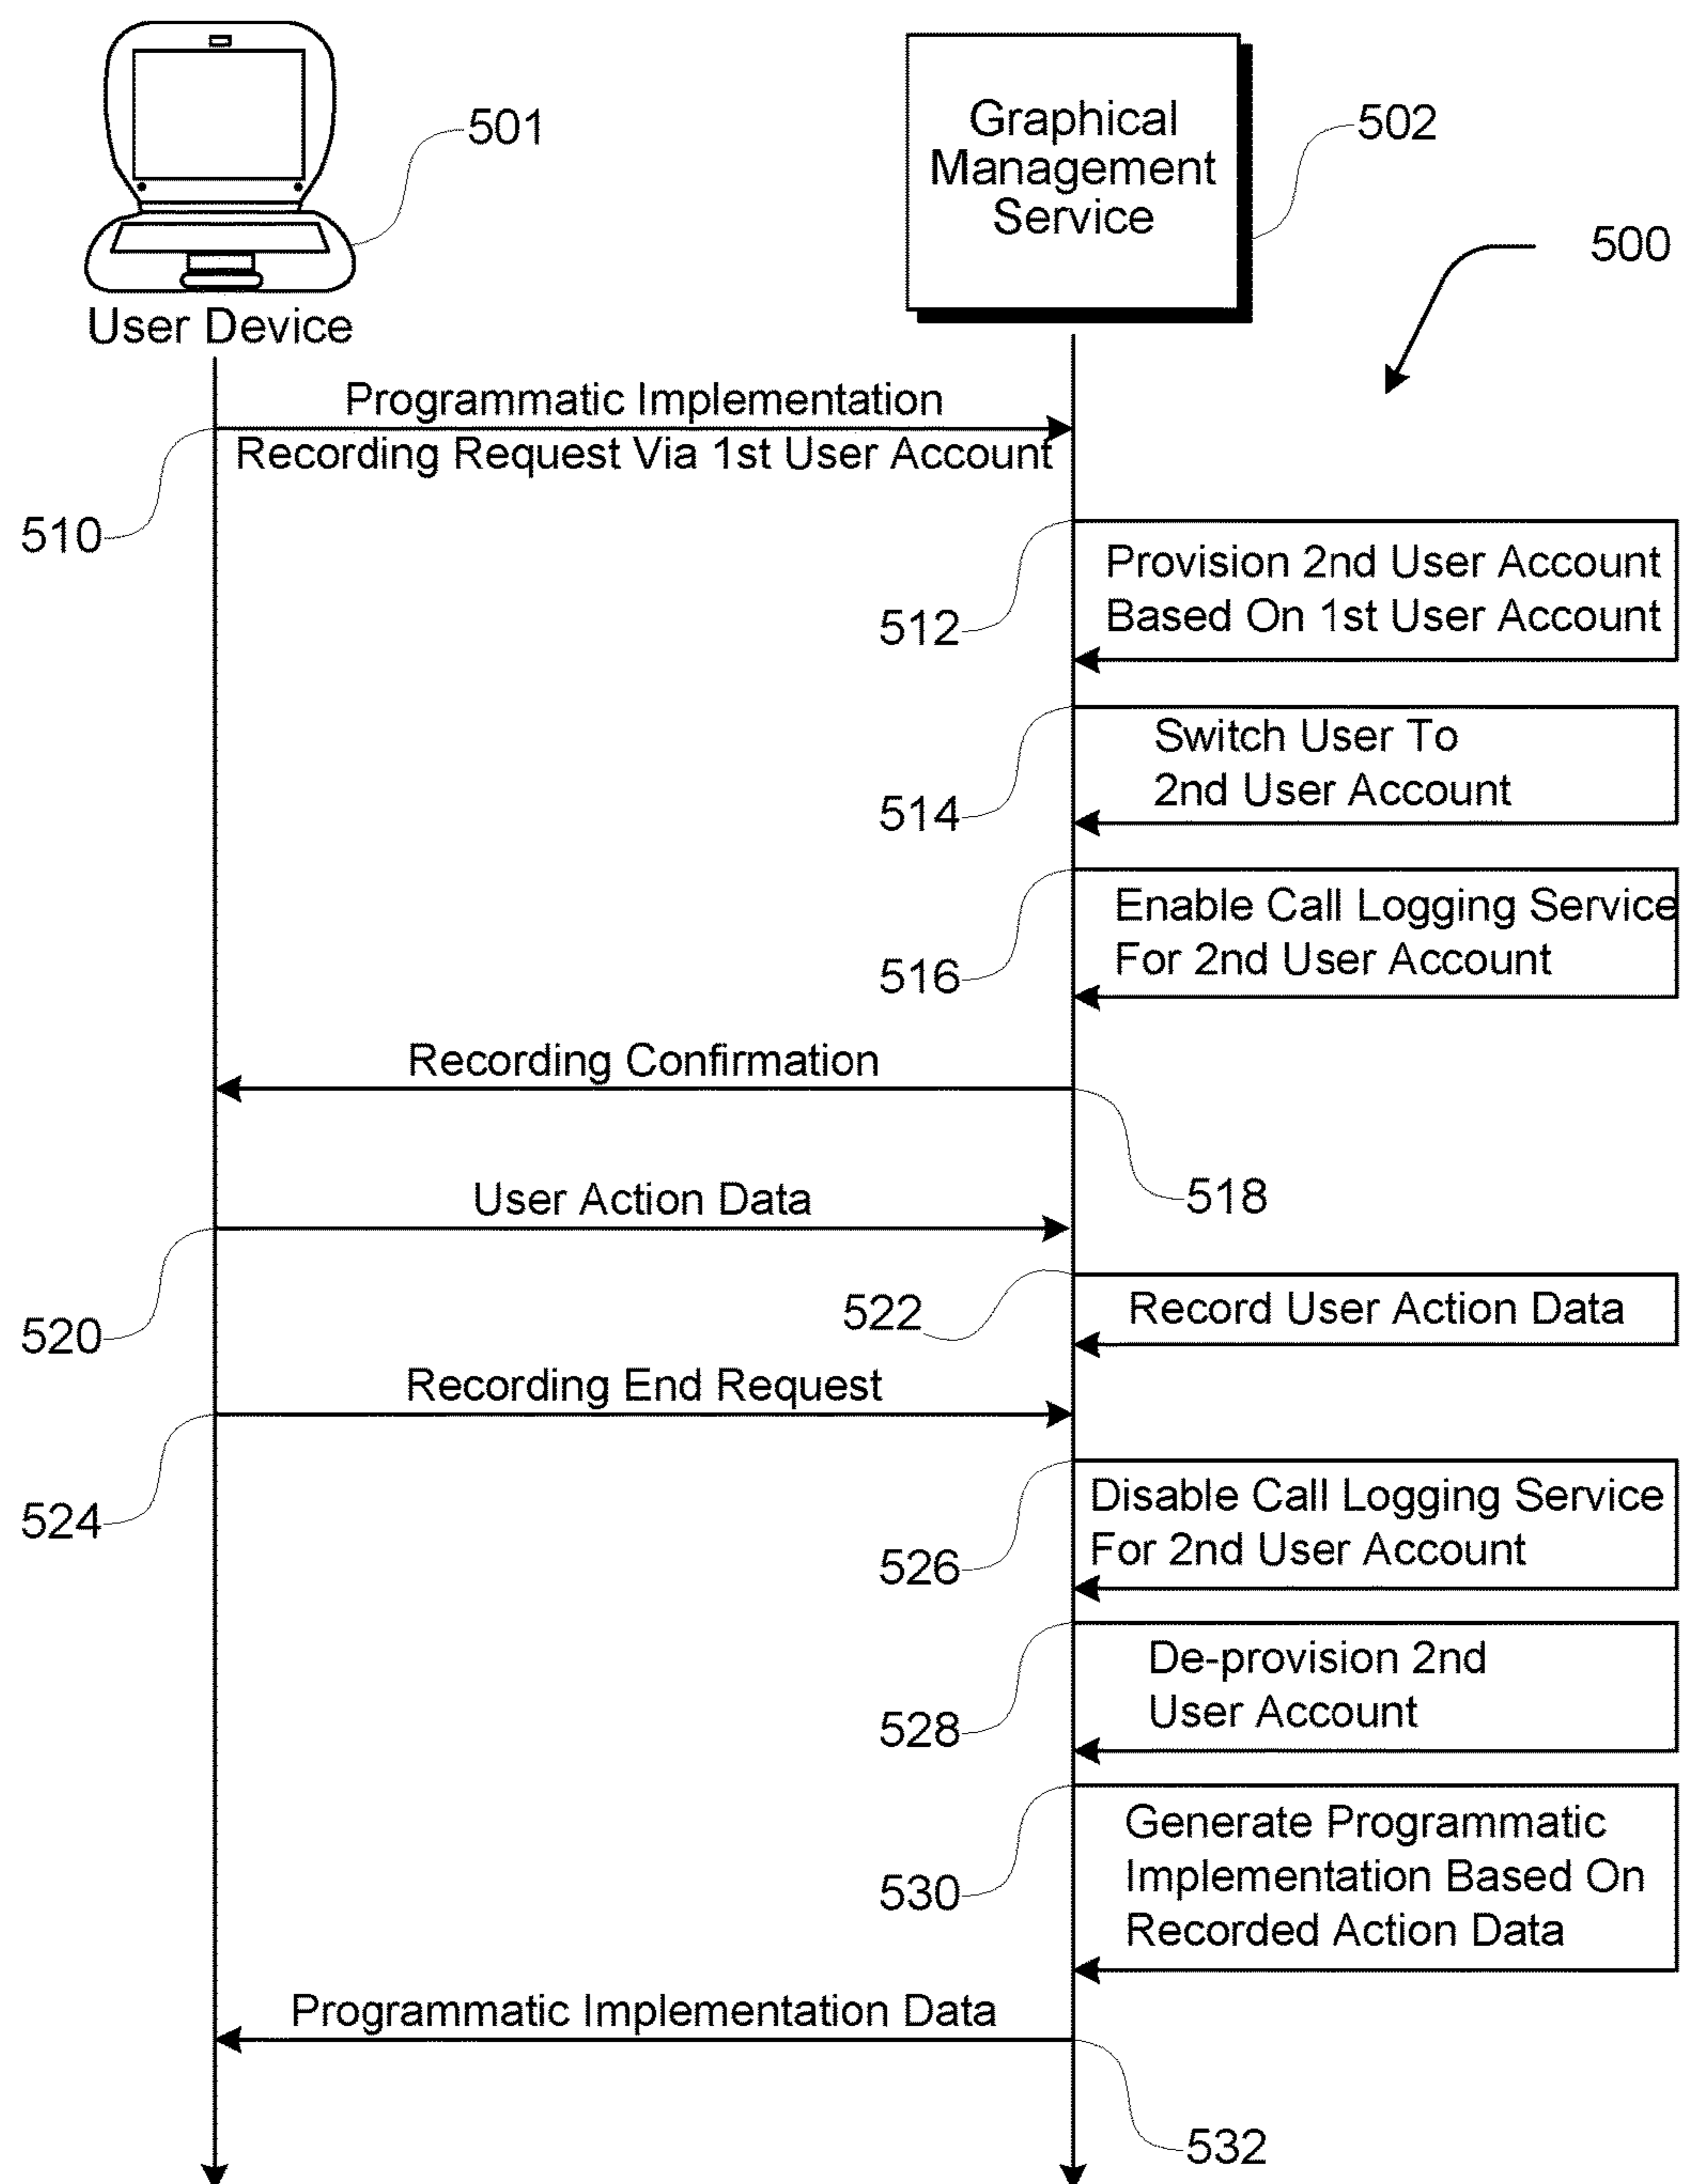 501
Graphical
Management
Service
502
500
User Device
Programmatic Implementation
Recording Request Via 1st User Account
510
Provision 2nd User Account
Based On 1st User Account
512
Switch User To
2nd User Account
514
Enable Call Logging Service
For 2nd User Account
516
Recording Confirmation
518
User Action Data
520
522
Record User Action Data
Recording End Request
524
Disable Call Logging Service
For 2nd User Account
526
De-provision 2nd
User Account
528
Generate Programmatic
Implementation Based On
Recorded Action Data
530
Programmatic Implementation Data
532